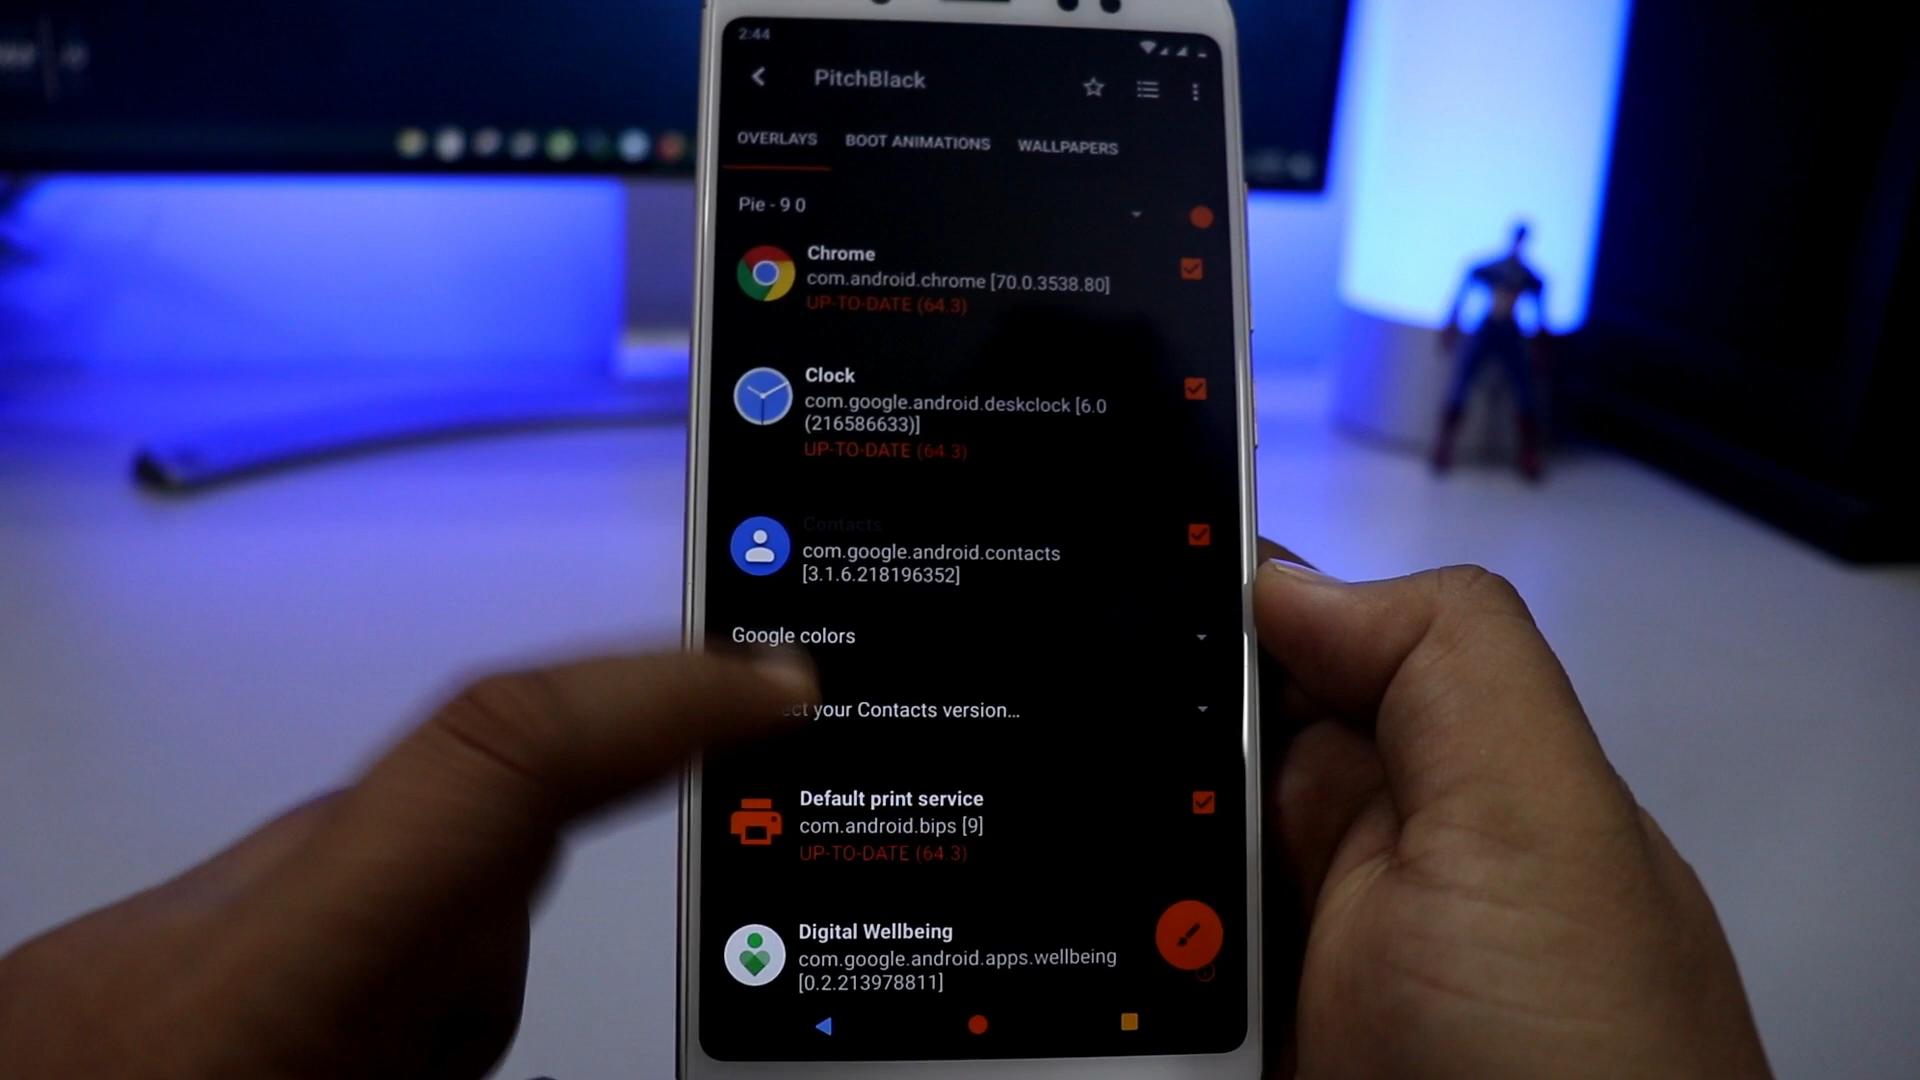 2:44
PitchBlack
OVERLAYS BOOT ANIMATIONS WALLPAPERS
Pie - 9 0
Chrome
com.android.chrome [70.0.3538.80]
UP-TO-DATE (64.3)
Clock
com.google.android.deskclock [6.0
(216586633)]
UP-TO-DATE (64.3)
Contacts
com.google.android.contacts
[3.1.6.218196352]
Google colors
your Contacts version...
Default print service
com.android.bips [9]
UP-TO-DATE (64.3)
Digital Wellbeing
com.google.android.apps.wellbeing
[0.2.213978811]